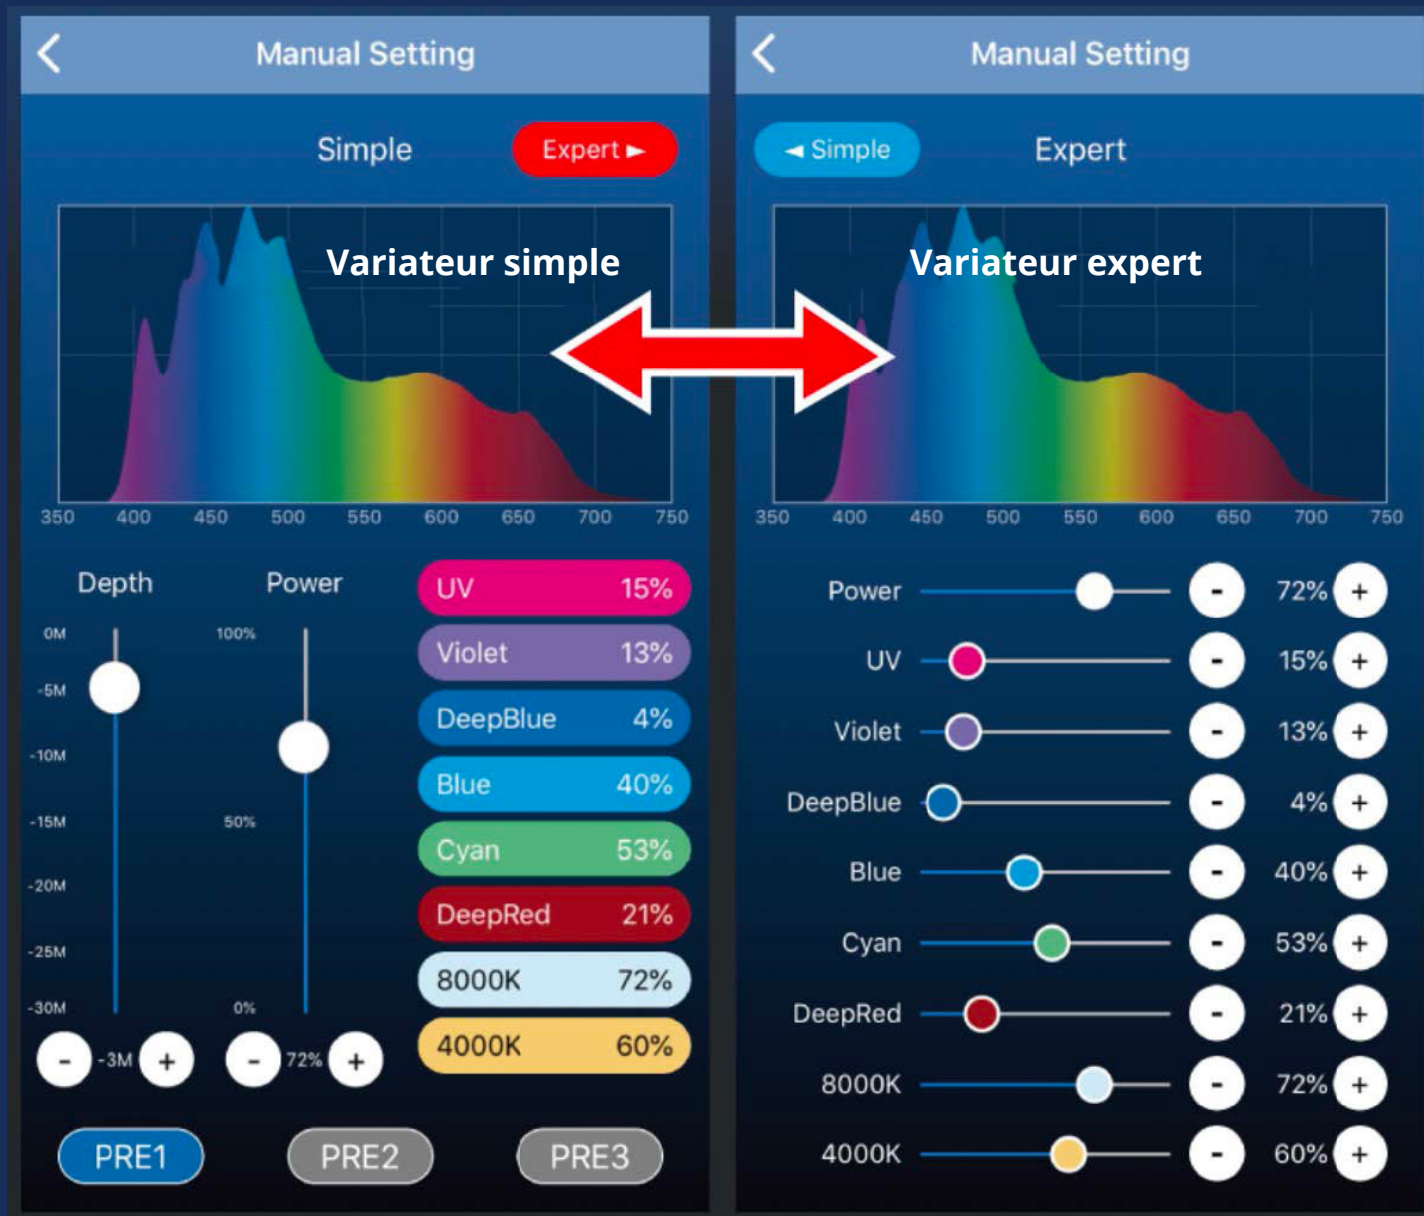 Manual Setting
Simple
Expert ►
Variateur simple
350 400 450 500 550 600 650 700 750
Depth
Power
0M
-5M
-10M
-15M
-20M
-25M
-30M
100%
50%
0%
- -3M +
- 72% +
UV 15%
Violet 13%
DeepBlue 4%
Blue 40%
Cyan 53%
DeepRed 21%
8000K 72%
4000K 60%
PRE1 PRE2 PRE3
Manual Setting
◄ Simple
Expert
Variateur expert
350 400 450 500 550 600 650 700 750
Power - 72% +
UV - 15% +
Violet - 13% +
DeepBlue - 4% +
Blue - 40% +
Cyan - 53% +
DeepRed - 21% +
8000K - 72% +
4000K - 60% +